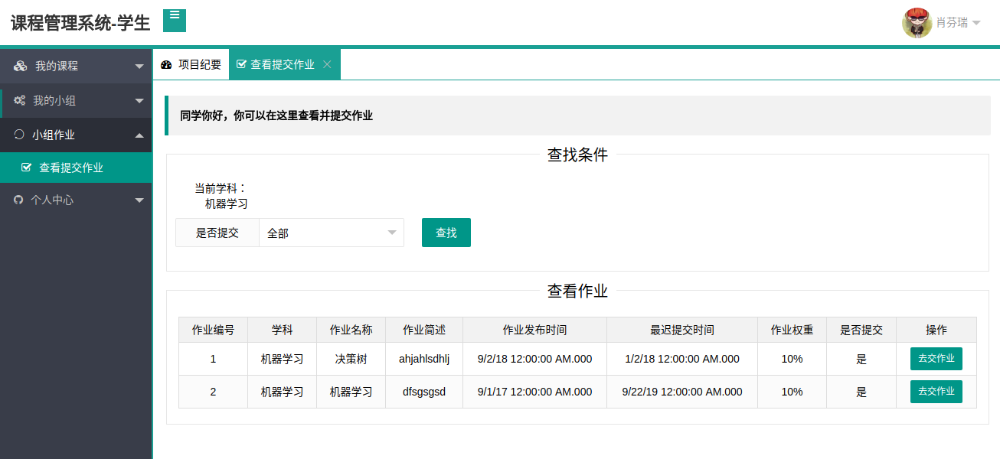 课程管理系统-学生
肖芬瑞
我的课程
我的小组
小组作业
查看提交作业
个人中心
项目纪要 查看提交作业
同学你好，你可以在这里查看并提交作业
查找条件
当前学科：
机器学习
是否提交 全部 查找
查看作业
作业编号 学科 作业名称 作业简述 作业发布时间 最迟提交时间 作业权重 是否提交 操作
1 机器学习 决策树 ahjahlsdhlj 9/2/18 12:00:00 AM.000 1/2/18 12:00:00 AM.000 10% 是 去交作业
2 机器学习 机器学习 dfsgsgsd 9/1/17 12:00:00 AM.000 9/22/19 12:00:00 AM.000 10% 是 去交作业